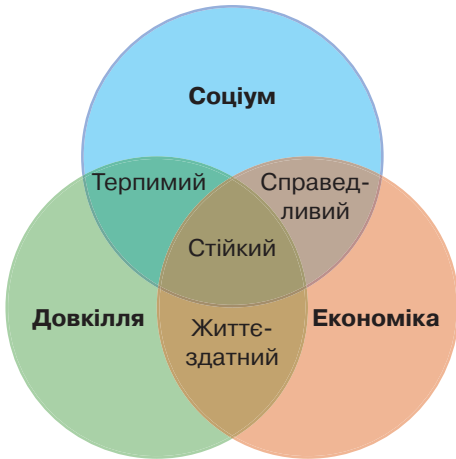 Соціум
Терпимий
Справед-
ливий
Стійкий
Довкілля
Життє-
здатний
Економіка